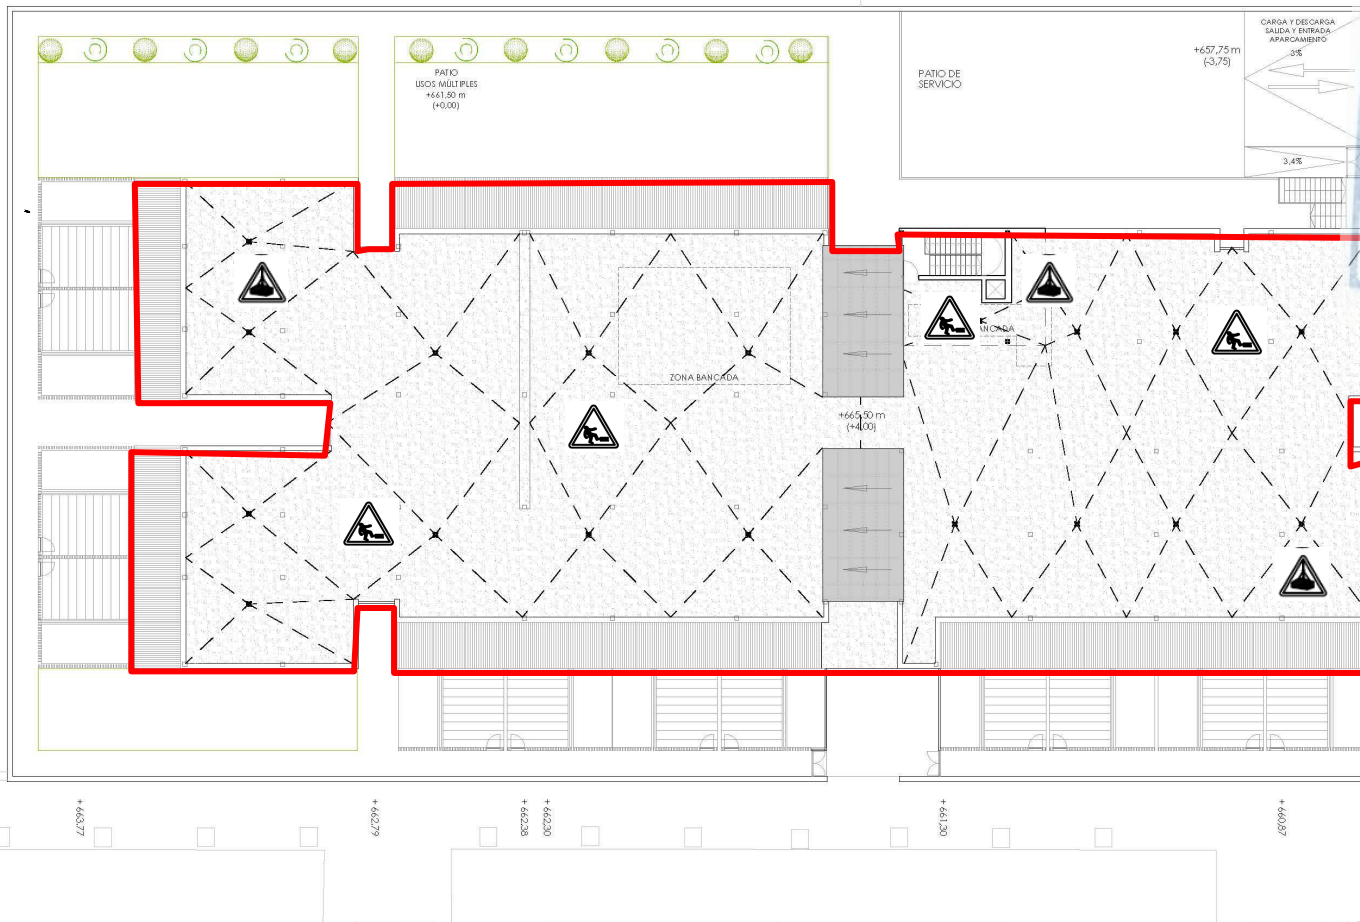 CARGA Y DESCARGA
SALIDA Y ENTRADA
APARCAMIENTO
3%
+657,75 m
(-3,75)
PATIO DE
SERVICIO
PATIO
USOS MÚLTIPLES
+661,50 m
(+0,00)
3,4%
ANCADA
ZONA BANCADA
+665,50 m
(+4,00)
+ 663,77
+ 662,79
+ 662,38
+ 662,30
+ 661,30
+ 660,87